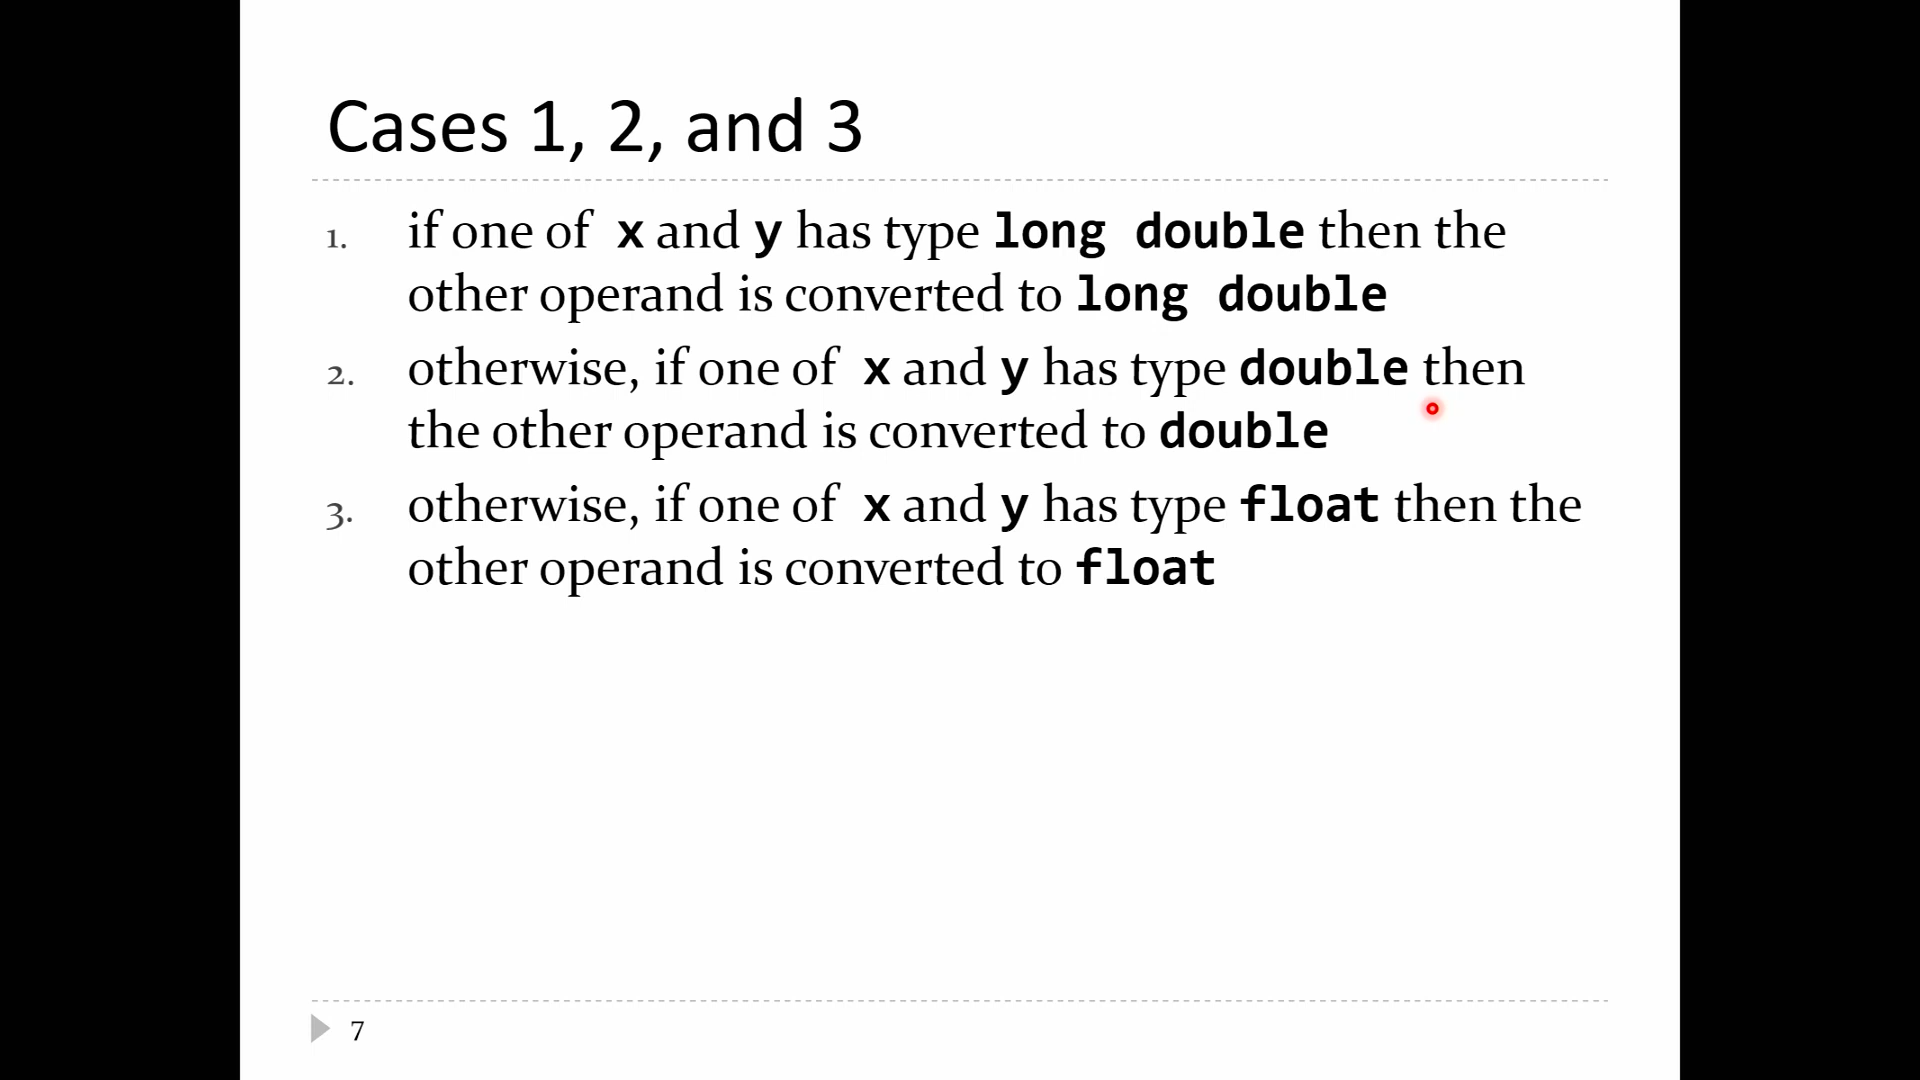 Cases 1, 2, and 3
1. if one of x and y has type long double then the
other operand is converted to long double
2. otherwise, if one of x and y has type double then
the other operand is converted to double
3. otherwise, if one of x and y has type float then the
other operand is converted to float
7